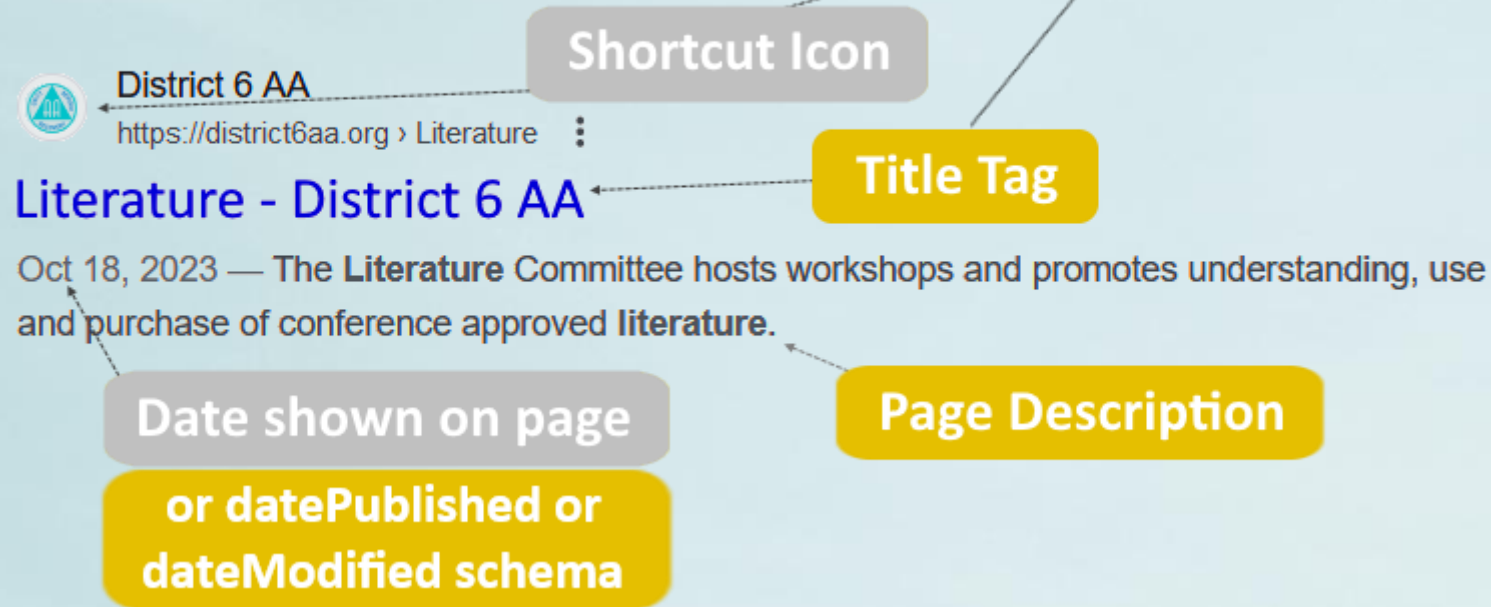 Shortcut Icon
District 6 AA
https://district6aa.org › Literature
Title Tag
Literature - District 6 AA
Oct 18, 2023 — The Literature Committee hosts workshops and promotes understanding, use
and purchase of conference approved literature.
Date shown on page
Page Description
or datePublished or
dateModified schema